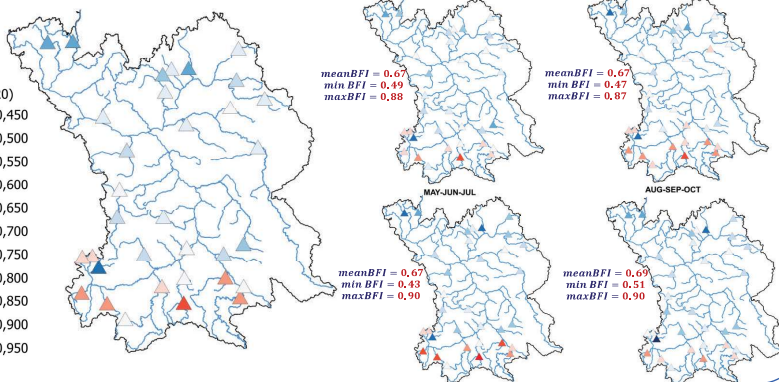 20)
0,450
0,500
0,550
0,600
0,650
0,700
0,750
0,800
0,850
0,900
0,950
meanBFI = 0.67
min BFI = 0.49
maxBFI = 0.88
meanBFI = 0.67
min BFI = 0.47
maxBFI = 0.87
MAY-JUN-JUL
AUG-SEP-OCT
meanBFI = 0.67
min BFI = 0.43
maxBFI = 0.90
meanBFI = 0.69
min BFI = 0.51
maxBFI = 0.90